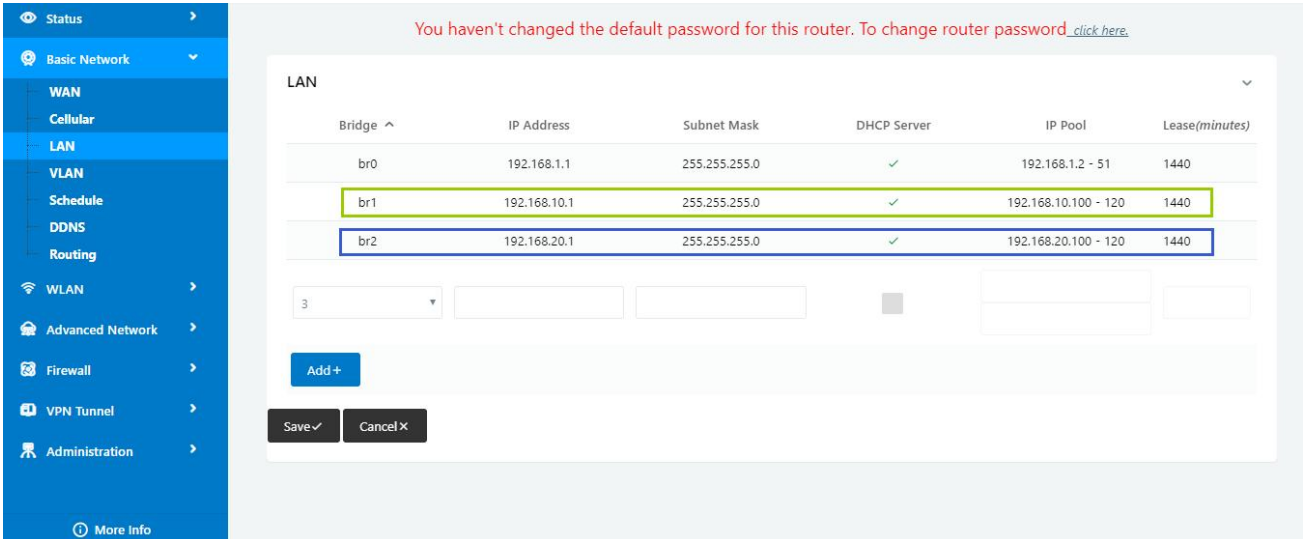 Status
Basic Network
WAN
Cellular
LAN
VLAN
Schedule
DDNS
Routing
WLAN
Advanced Network
Firewall
VPN Tunnel
Administration
More Info
You haven't changed the default password for this router. To change router password click here.
LAN
Bridge IP Address Subnet Mask DHCP Server IP Pool Lease(minutes)
br0 192.168.1.1 255.255.255.0 192.168.1.2 - 51 1440
br1 192.168.10.1 255.255.255.0 192.168.10.100 - 120 1440
br2 192.168.20.1 255.255.255.0 192.168.20.100 - 120 1440
3
Add+
Save Cancel